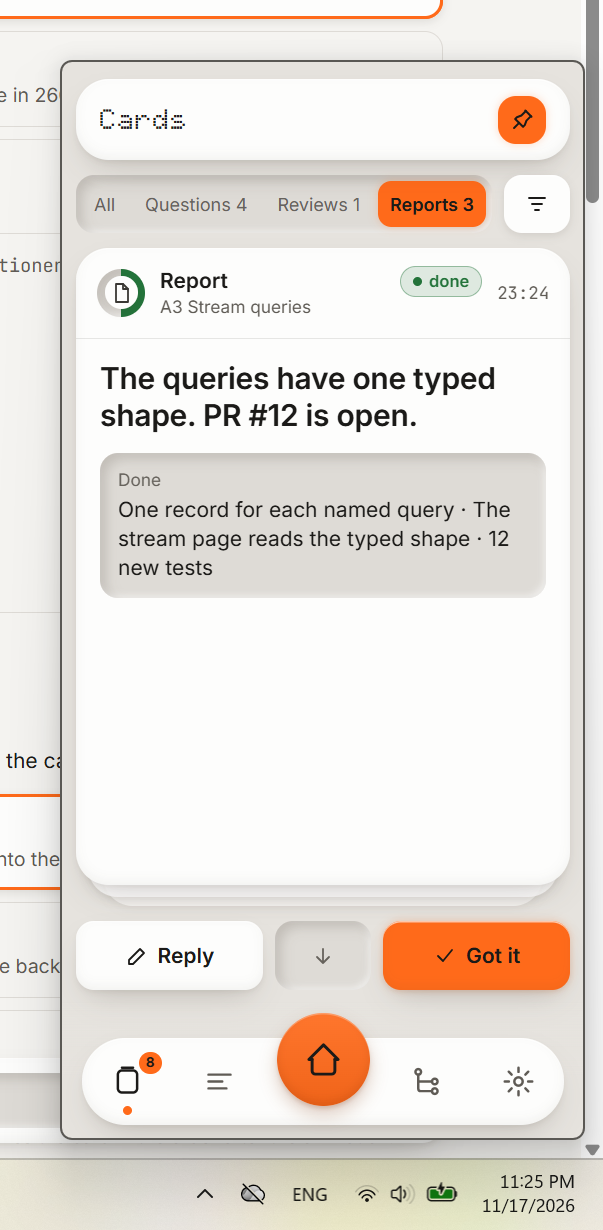 e in 26
Cards
All Questions 4 Reviews 1 Reports 3
tioner
Report
done
23:24
A3 Stream queries
The queries have one typed
shape. PR #12 is open.
Done
One record for each named query · The
stream page reads the typed shape · 12
new tests
the ca
nto the
e back
Reply
Got it
8
ENG
11:25 PM
11/17/2026